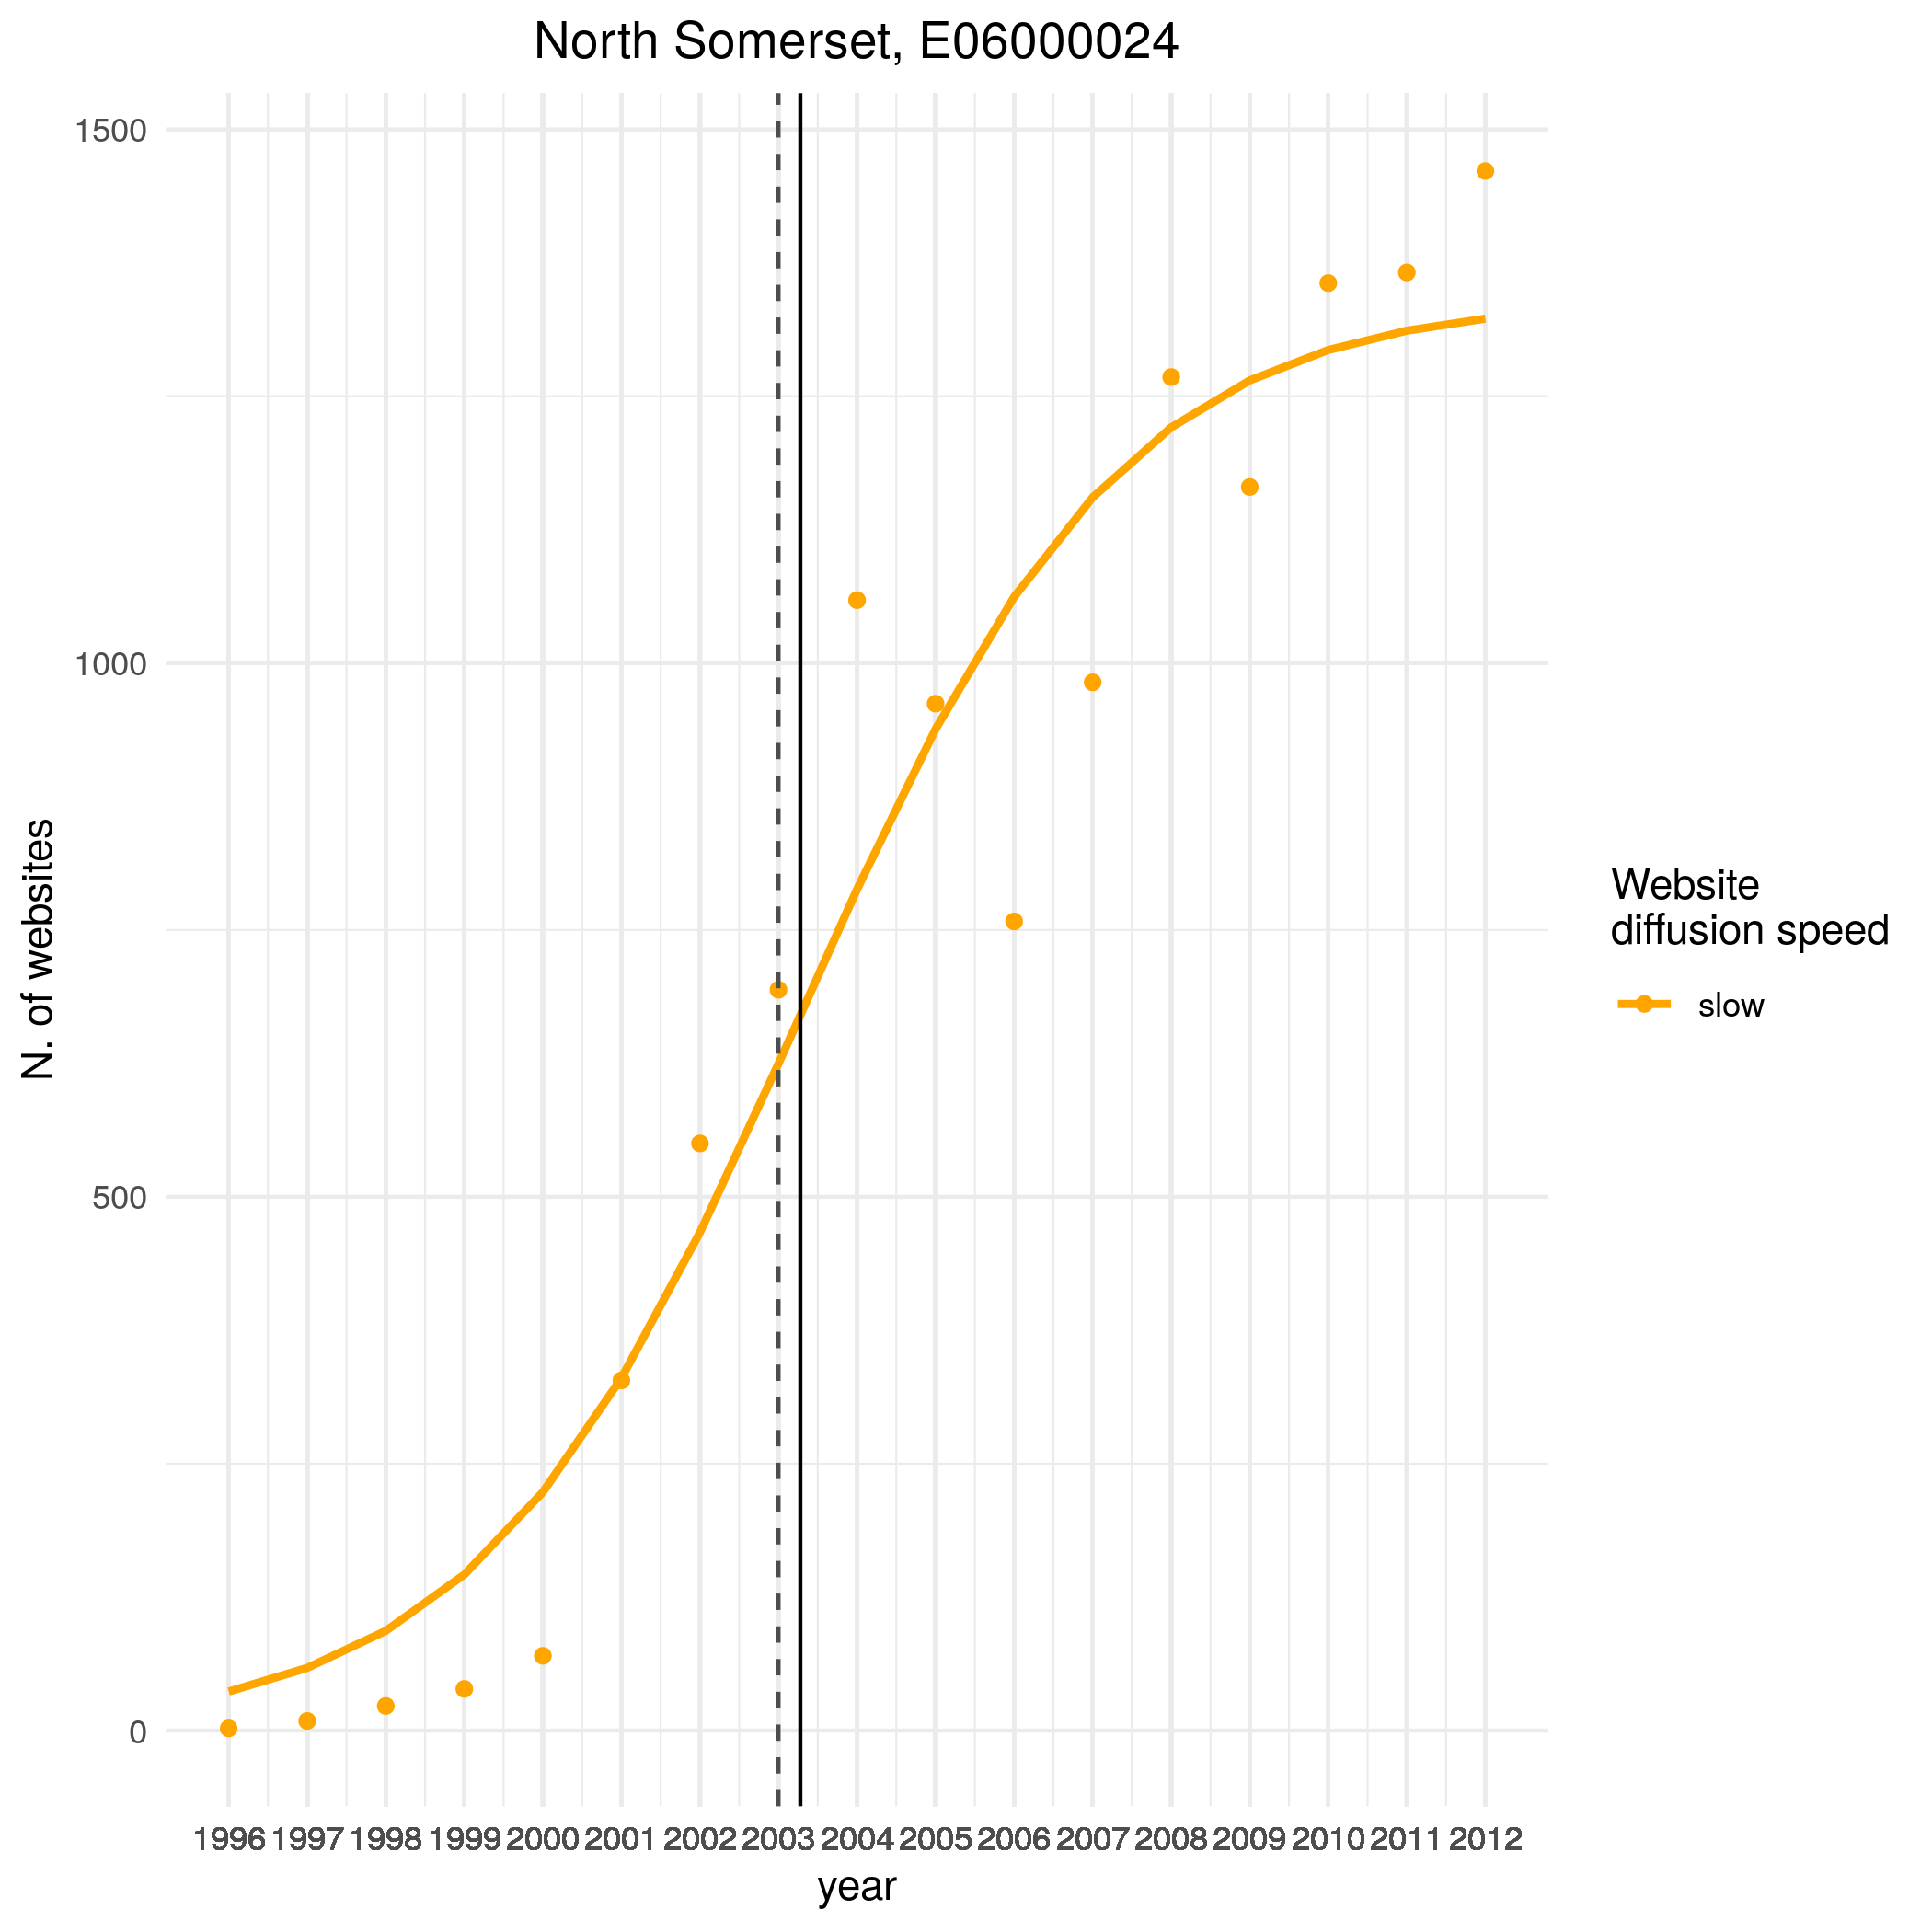 North Somerset, E06000024
1500
1000
500
0
N. of websites
1996 1997 1998 1999 2000 2001 2002 2003 2004 2005 2006 2007 2008 2009 2010 2011 2012
year
Website
diffusion speed
slow